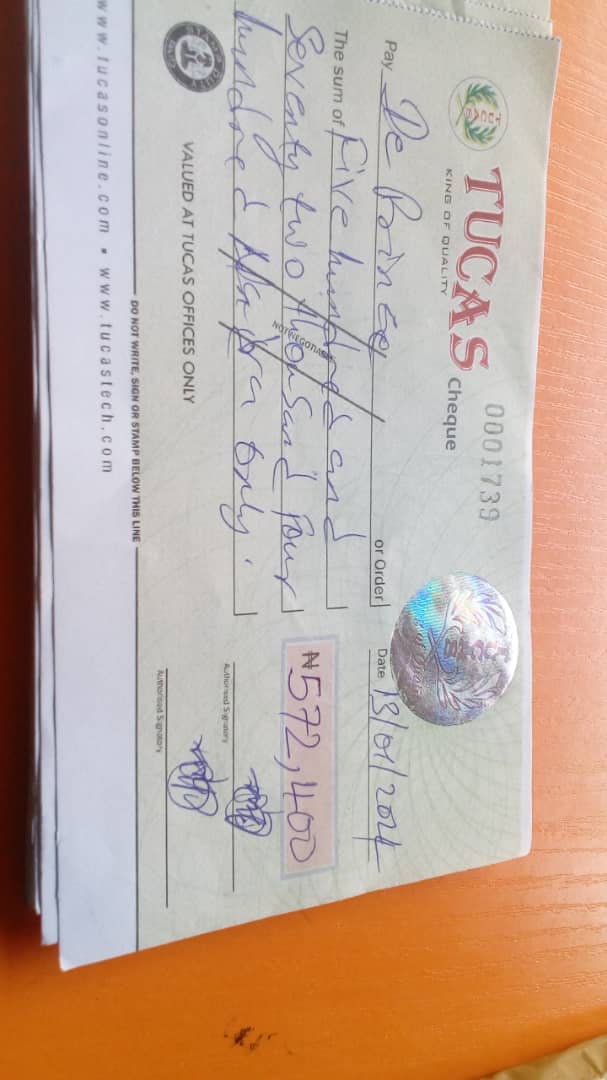 0001739
TUCAS Cheque
KING OF QUALITY
Pay De Prince or Order
Date 13/01/2024
The sum of Five hundred and
Seventy two thousand four
hundred Naira only.
₦572,400
NOT NEGOTIABLE
Authorised Signatory
Authorised Signatory
VALUED AT TUCAS OFFICES ONLY
DO NOT WRITE, SIGN OR STAMP BELOW THIS LINE
www.tucasonline.com • www.tucastech.com